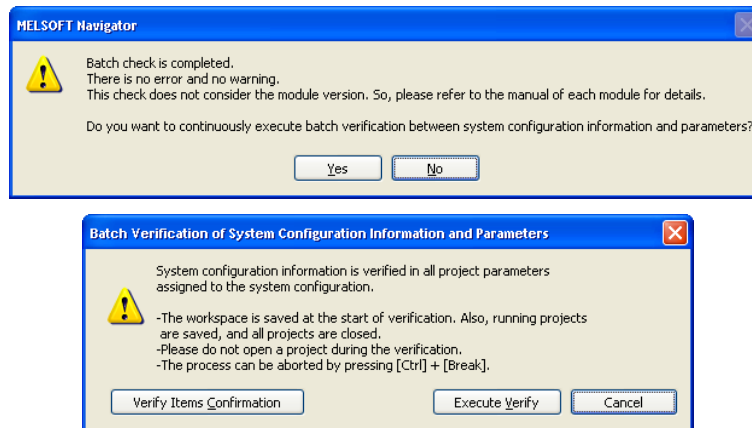 MELSOFT Navigator
Batch check is completed.
There is no error and no warning.
This check does not consider the module version. So, please refer to the manual of each module for details.
Do you want to continuously execute batch verification between system configuration information and parameters?
Yes No
Batch Verification of System Configuration Information and Parameters
System configuration information is verified in all project parameters
assigned to the system configuration.
-The workspace is saved at the start of verification. Also, running projects
are saved, and all projects are closed.
-Please do not open a project during the verification.
-The process can be aborted by pressing [Ctrl] + [Break].
Verify Items Confirmation Execute Verify Cancel